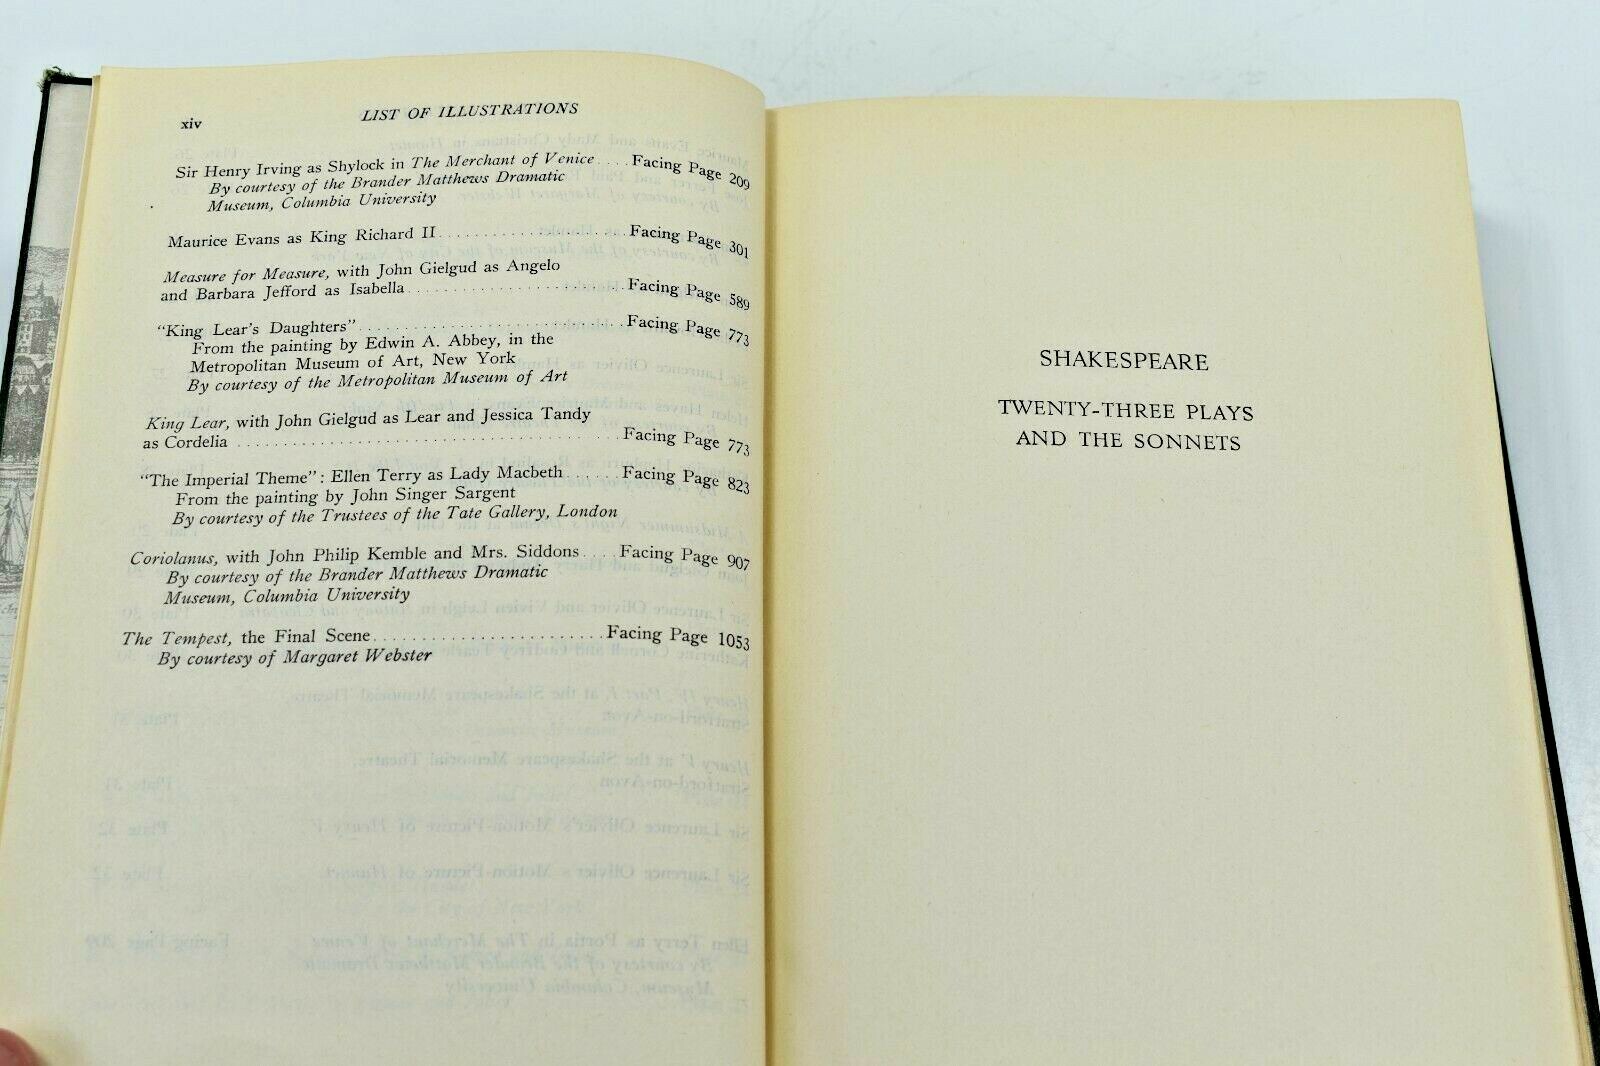 xiv LIST OF ILLUSTRATIONS
Sir Henry Irving as Shylock in The Merchant of Venice .... Facing Page 209
By courtesy of the Brander Matthews Dramatic
Museum, Columbia University
Maurice Evans as King Richard II ........................ Facing Page 301
Measure for Measure, with John Gielgud as Angelo
and Barbara Jefford as Isabella ........................ Facing Page 589
"King Lear's Daughters" ............................ Facing Page 773
From the painting by Edwin A. Abbey, in the
Metropolitan Museum of Art, New York
By courtesy of the Metropolitan Museum of Art
King Lear, with John Gielgud as Lear and Jessica Tandy
as Cordelia ........................................ Facing Page 773
"The Imperial Theme": Ellen Terry as Lady Macbeth ...... Facing Page 823
From the painting by John Singer Sargent
By courtesy of the Trustees of the Tate Gallery, London
Coriolanus, with John Philip Kemble and Mrs. Siddons .... Facing Page 907
By courtesy of the Brander Matthews Dramatic
Museum, Columbia University
The Tempest, the Final Scene ........................ Facing Page 1053
By courtesy of Margaret Webster
SHAKESPEARE
TWENTY-THREE PLAYS
AND THE SONNETS